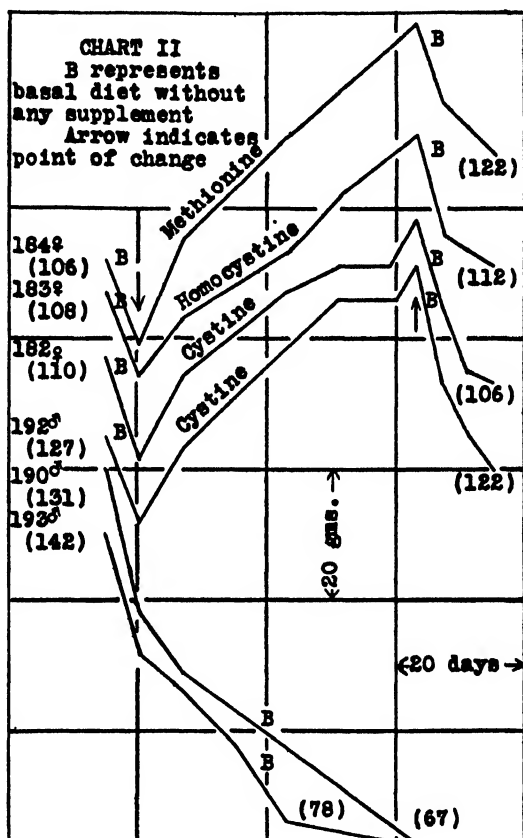 CHART II
B represents
basal diet without
any supplement
Arrow indicates
point of change
B
Methionine
(122)
184♀
(106)
B
B
Homocystine
183♀
(108)
B
(112)
182♀
(110)
B
Cystine
B
(106)
192♂
(127)
B
Cystine
B
(122)
190♂
(131)
193♂
(142)
20 gms.
20 days
B
B
(78)
(67)